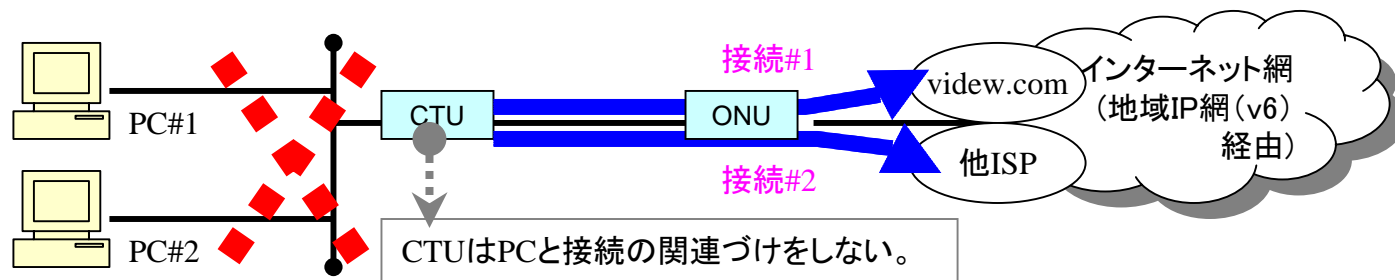 接続#1
videw.com
インターネット網
(地域IP網(v6)
経由)
PC#1
CTU
ONU
他ISP
接続#2
PC#2
CTUはPCと接続の関連づけをしない。